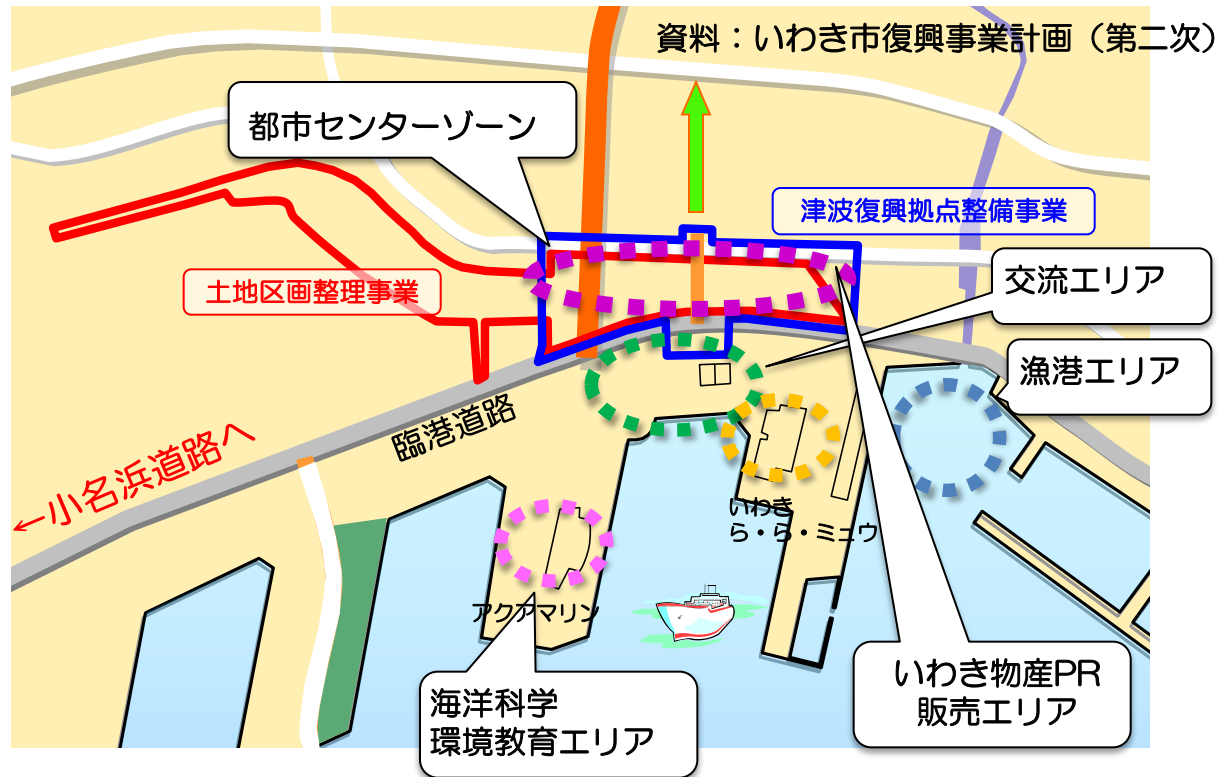 資料：いわき市復興事業計画（第二次）
都市センターゾーン
津波復興拠点整備事業
土地区画整理事業
交流エリア
漁港エリア
臨港道路
←小名浜道路へ
いわき
ら・ら・ミュウ
アクアマリン
海洋科学
環境教育エリア
いわき物産PR
販売エリア